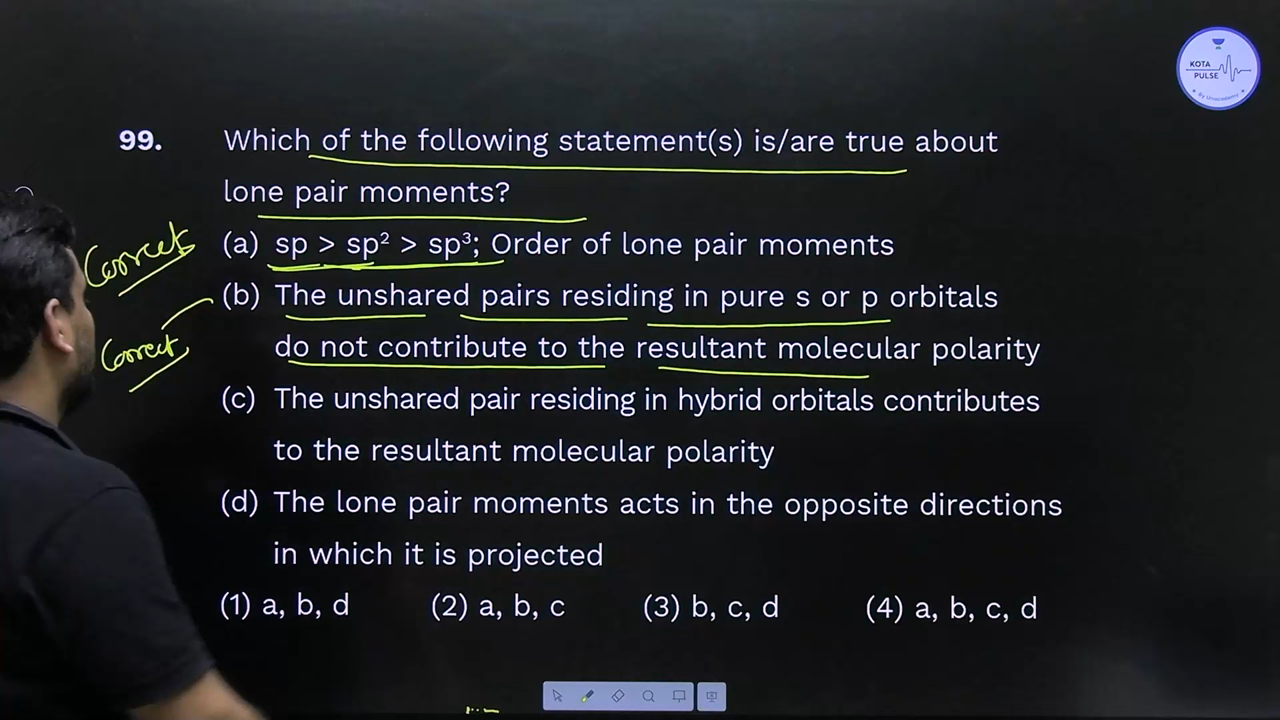 KOTA
PULSE
By Unacademy
99. Which of the following statement(s) is/are true about
lone pair moments?
Correct (a) sp > sp² > sp³; Order of lone pair moments
(b) The unshared pairs residing in pure s or p orbitals
Correct do not contribute to the resultant molecular polarity
(c) The unshared pair residing in hybrid orbitals contributes
to the resultant molecular polarity
(d) The lone pair moments acts in the opposite directions
in which it is projected
(1) a, b, d (2) a, b, c (3) b, c, d (4) a, b, c, d